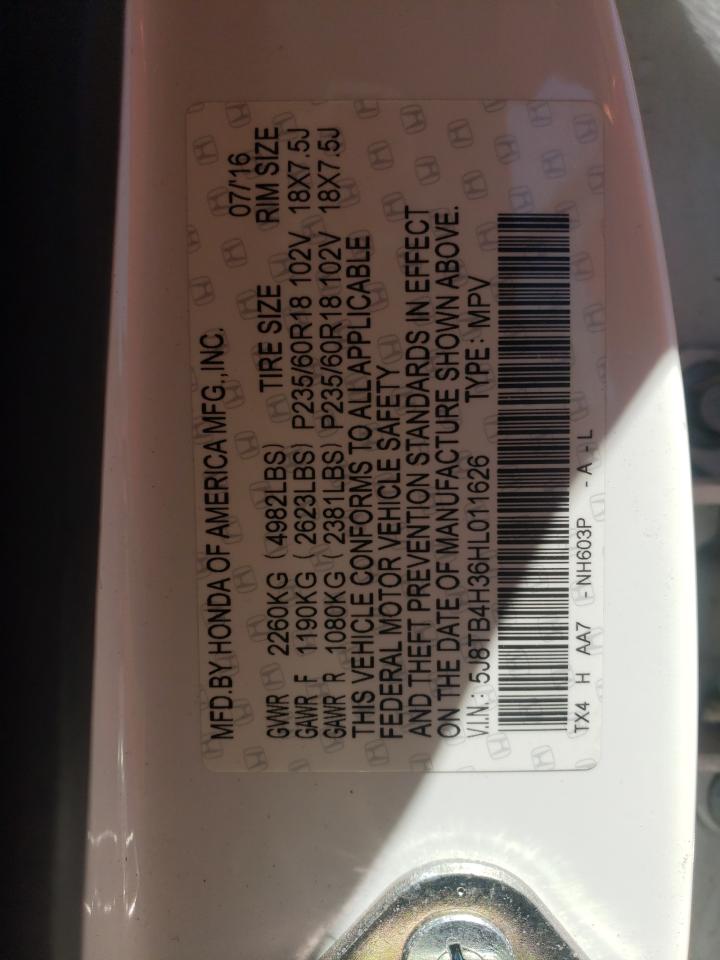 MFD.BY HONDA OF AMERICA MFG.,INC. 07/'16
GVWR 2260KG (4982LBS) TIRE SIZE RIM SIZE
GAWR F 1190KG (2623LBS) P235/60R18 102V 18X7.5J
GAWR R 1080KG (2381LBS) P235/60R18 102V 18X7.5J
THIS VEHICLE CONFORMS TO ALL APPLICABLE
FEDERAL MOTOR VEHICLE SAFETY
AND THEFT PREVENTION STANDARDS IN EFFECT
ON THE DATE OF MANUFACTURE SHOWN ABOVE.
V.I.N.: 5J8TB4H36HL011626 TYPE: MPV
TX4 H AA7 - NH603P - A - L